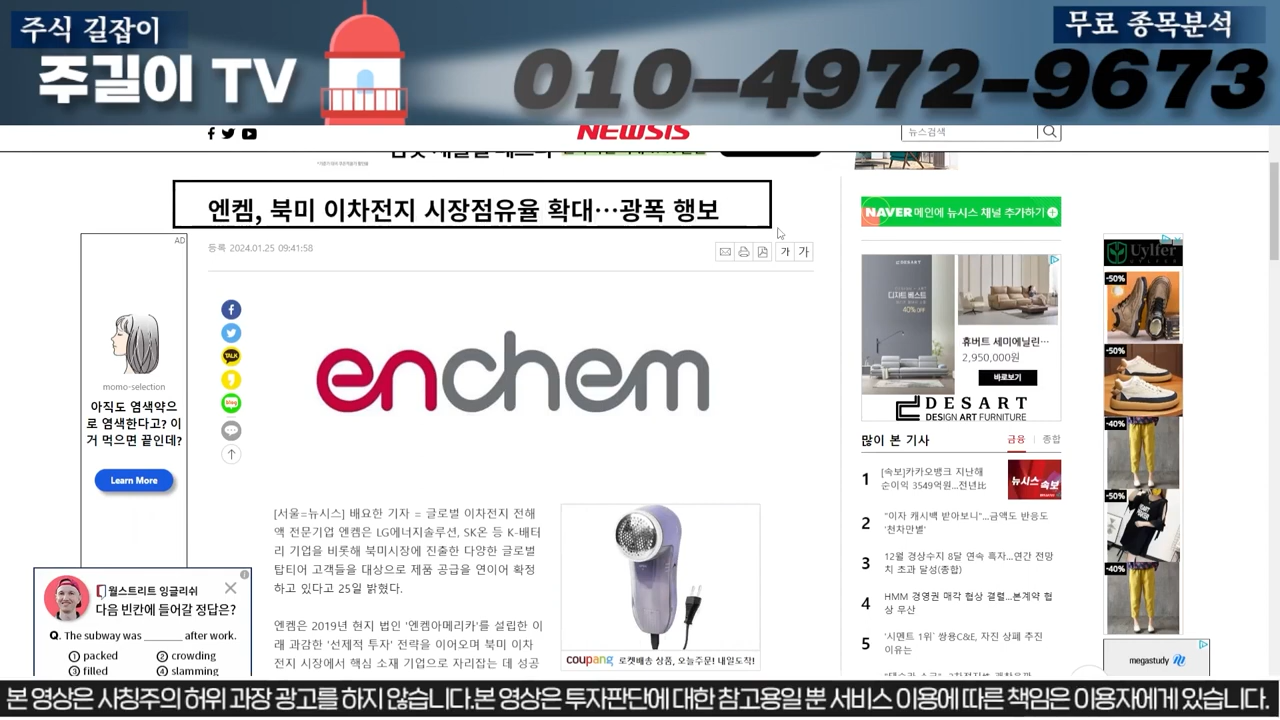 주식 길잡이
주길이 TV
무료 종목분석
010-4972-9673
NEWSIS
뉴스검색
엔켐, 북미 이차전지 시장점유율 확대…광폭 행보
등록 2024.01.25 09:41:58
가 가
AD
momo-selection
아직도 염색약으
로 염색한다고? 이
거 먹으면 끝인데?
Learn More
TALK
blog
enchem
[서울=뉴시스] 배요한 기자 = 글로벌 이차전지 전해
액 전문기업 엔켐은 LG에너지솔루션, SK온 등 K-배터
리 기업을 비롯해 북미시장에 진출한 다양한 글로벌
탑티어 고객들을 대상으로 제품 공급을 연이어 확정
하고 있다고 25일 밝혔다.
엔켐은 2019년 현지 법인 '엔켐아메리카'를 설립한 이
래 과감한 '선제적 투자' 전략을 이어오며 북미 이차
전지 시장에서 핵심 소재 기업으로 자리잡는 데 성공
coupang 로켓배송 상품, 오늘주문! 내일도착!
월스트리트 잉글리쉬
다음 빈칸에 들어갈 정답은?
Q. The subway was _______ after work.
① packed ② crowding
③ filled ④ slamming
NAVER 메인에 뉴시스 채널 추가하기
DESART
디자트 베스트
40% OFF
휴버트 세미에닐린…
2,950,000원
바로보기
DESART
DESIGN ART FURNITURE
많이 본 기사 금융 종합
1 [속보]카카오뱅크 지난해
순이익 3549억원…전년比
뉴시스 속보
2 "이자 캐시백 받아보니"…금액도 반응도
'천차만별'
3 12월 경상수지 8달 연속 흑자…연간 전망
치 초과 달성(종합)
4 HMM 경영권 매각 협상 결렬…본계약 협
상 무산
5 '시멘트 1위' 쌍용C&E, 자진 상폐 추진
이유는
Uylfer
-50%
-50%
-40%
-50%
-40%
megastudy
본 영상은 사칭주의 허위 과장 광고를 하지 않습니다.본 영상은 투자판단에 대한 참고용일 뿐 서비스 이용에 따른 책임은 이용자에게 있습니다.